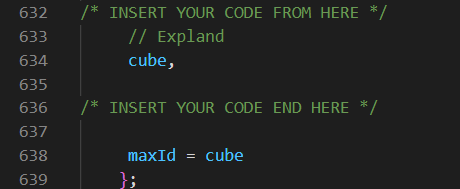 632 /* INSERT YOUR CODE FROM HERE */
633 // Expland
634 cube,
635
636 /* INSERT YOUR CODE END HERE */
637
638 maxId = cube
639 };